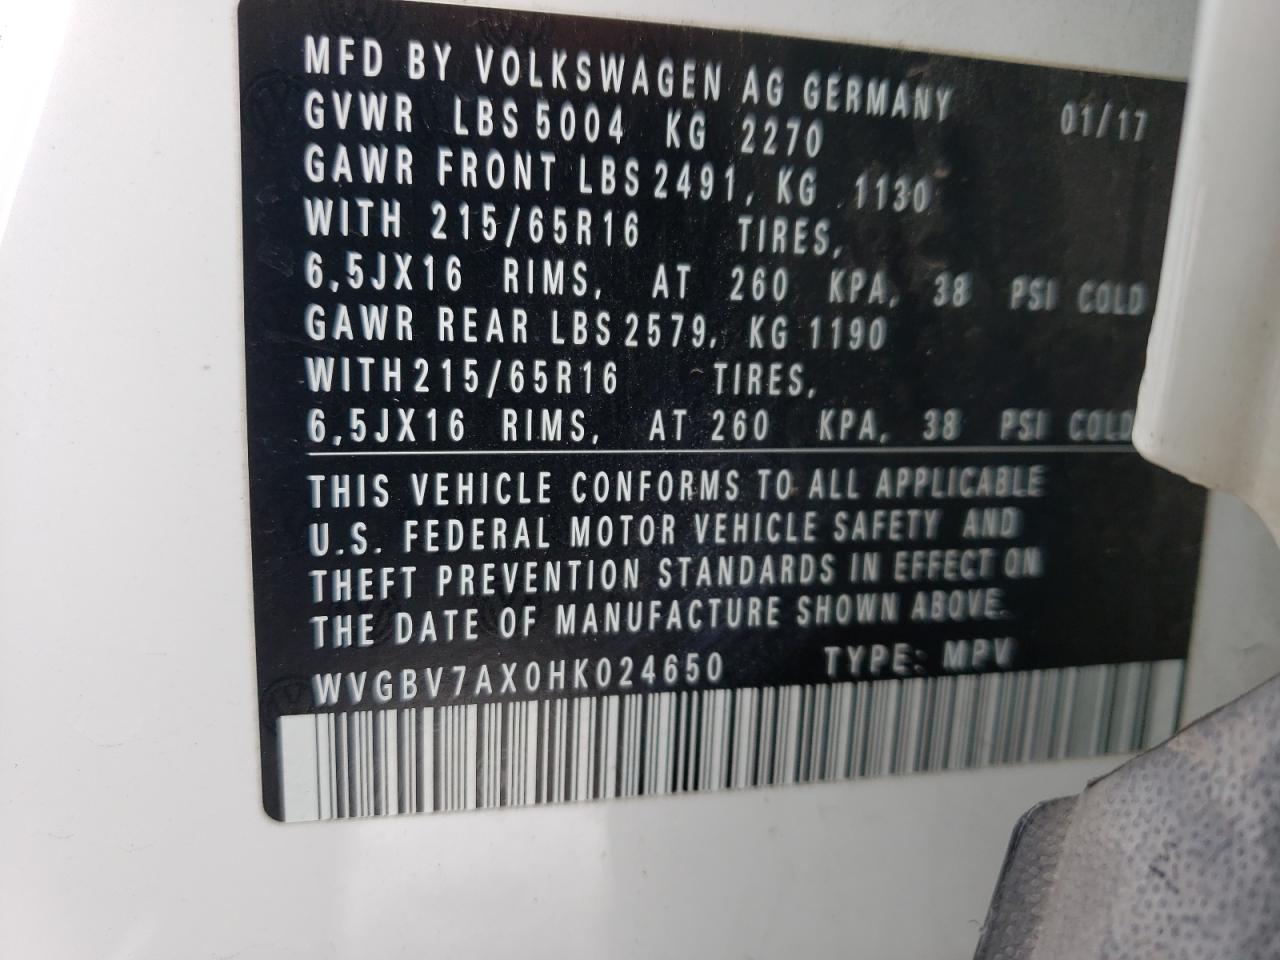 MFD BY VOLKSWAGEN AG GERMANY 01/17
GVWR LBS 5004 KG 2270
GAWR FRONT LBS 2491, KG 1130
WITH 215/65R16 TIRES,
6,5JX16 RIMS, AT 260 KPA, 38 PSI COLD
GAWR REAR LBS 2579, KG 1190
WITH 215/65R16 TIRES,
6,5JX16 RIMS, AT 260 KPA, 38 PSI COLD
THIS VEHICLE CONFORMS TO ALL APPLICABLE
U.S. FEDERAL MOTOR VEHICLE SAFETY AND
THEFT PREVENTION STANDARDS IN EFFECT ON
THE DATE OF MANUFACTURE SHOWN ABOVE.
WVGBV7AX0HK024650 TYPE: MPV